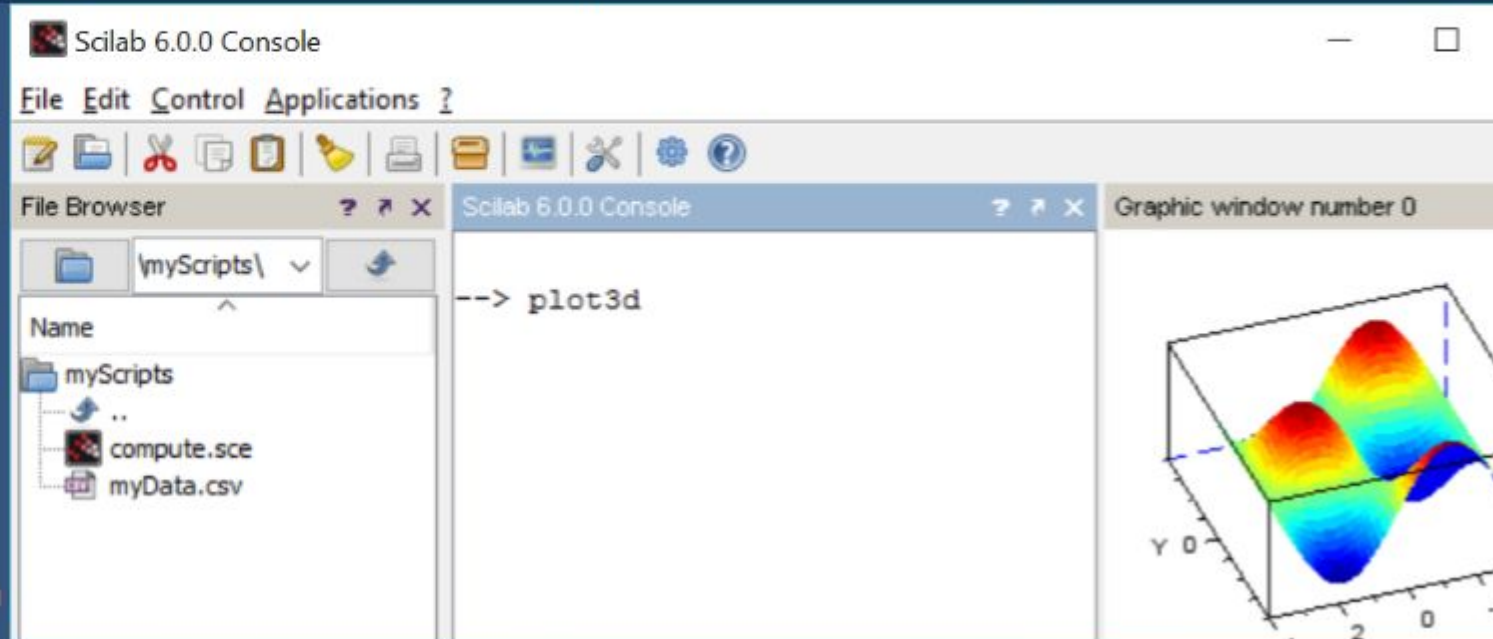 Scilab 6.0.0 Console
File Edit Control Applications ?
File Browser ? Scilab 6.0.0 Console ? Graphic window number 0
\myScripts\
--> plot3d
Name
myScripts
..
compute.sce
myData.csv
Y 0
2 0